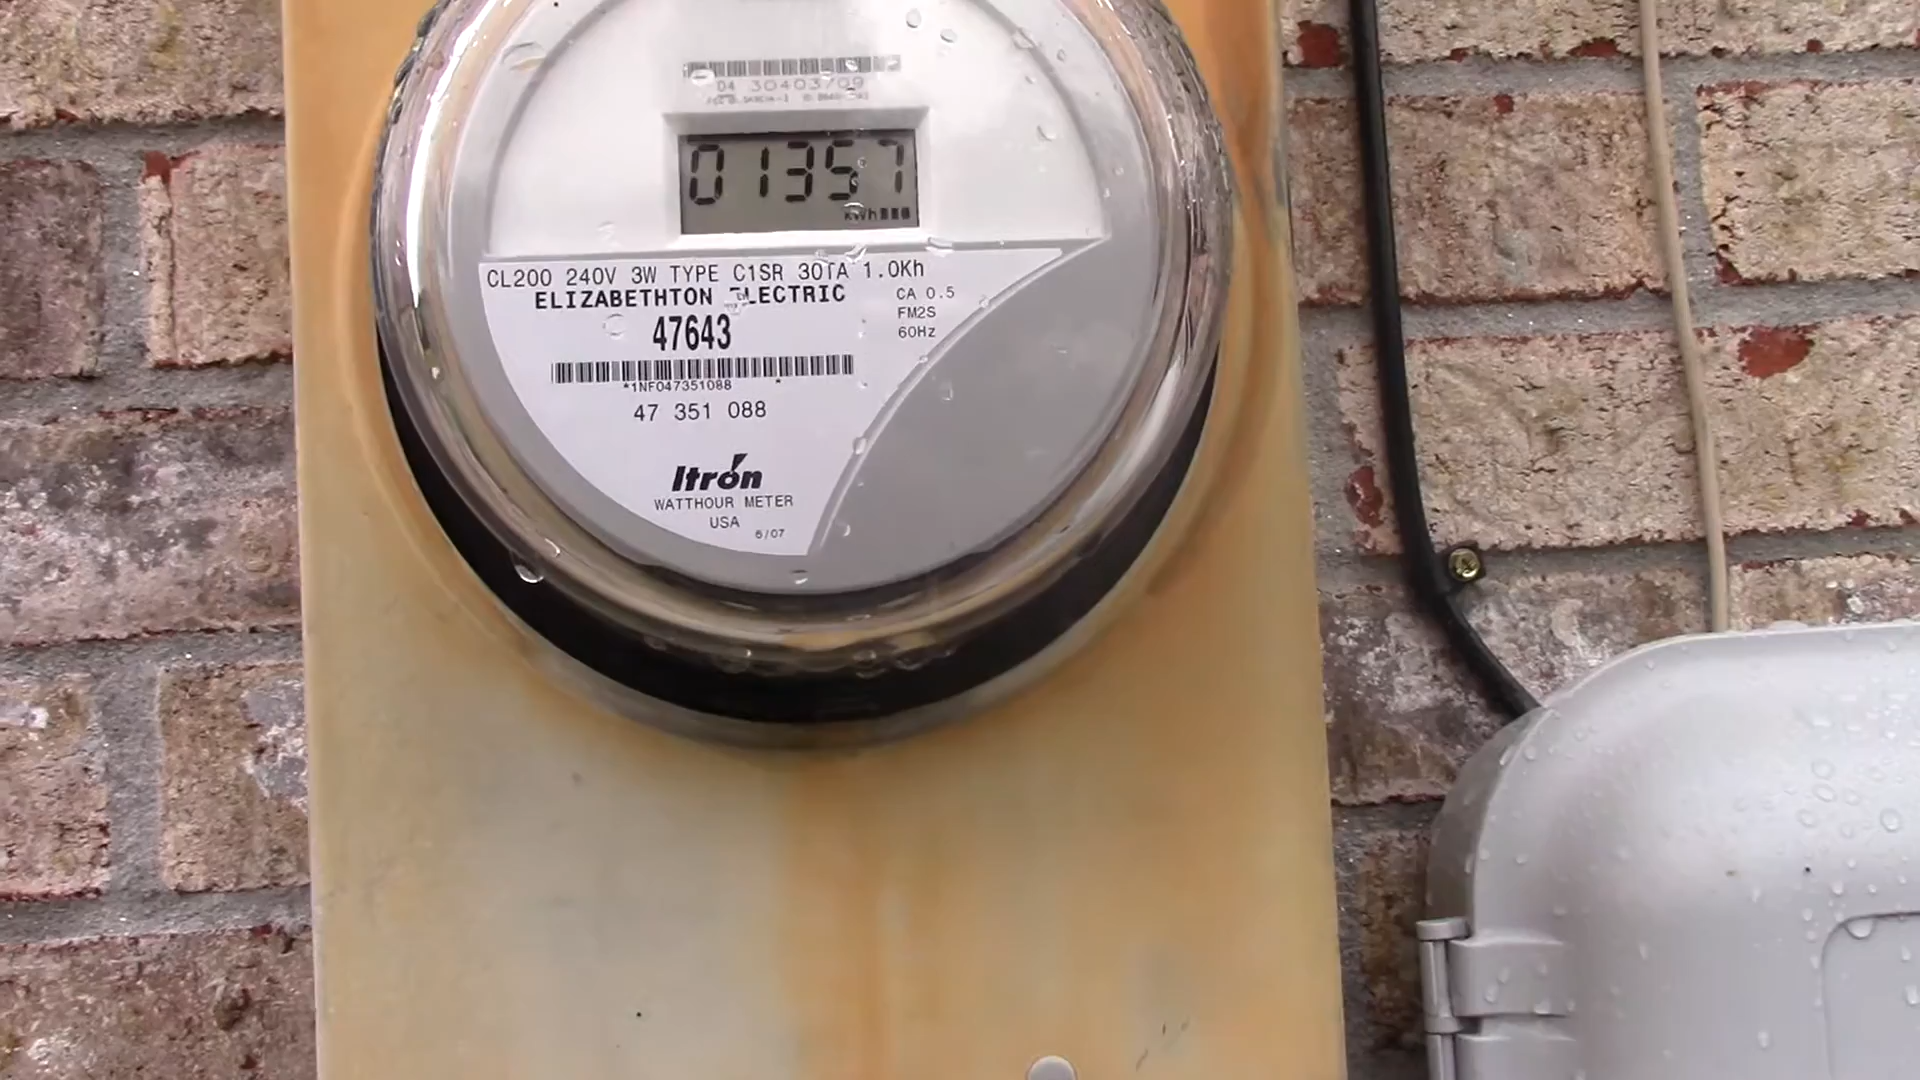 D4 30403709
01357
kWh
CL200 240V 3W TYPE C1SR 30TA 1.0Kh
ELIZABETHTON ELECTRIC
CA 0.5
FM2S
60Hz
47643
*1NF047351088 *
47 351 088
Itron
WATTHOUR METER
USA
6/07